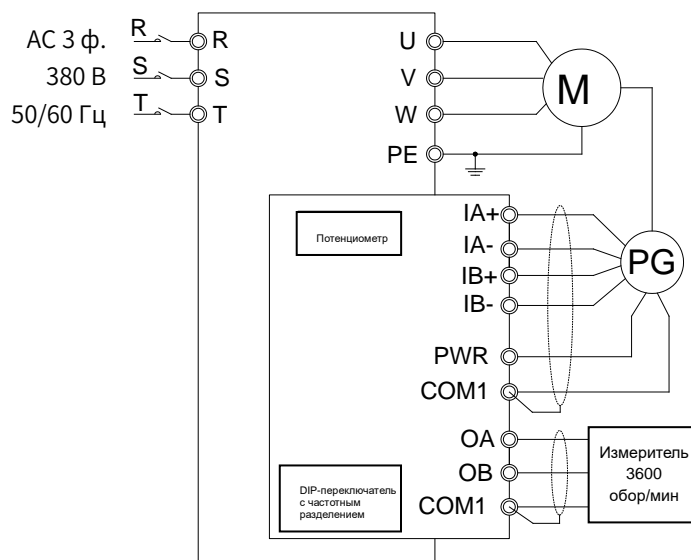 АС 3 ф.
380 В
50/60 Гц
R
S
T
R
S
T
U
V
W
PE
M
Потенциометр
IA+
IA-
IB+
IB-
PWR
COM1
PG
OA
OB
COM1
DIP-переключатель
с частотным
разделением
Измеритель
3600
обор/мин